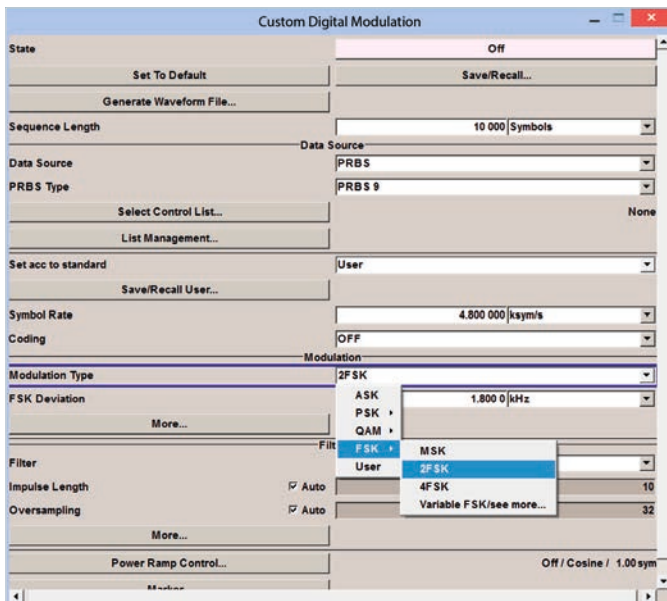 Custom Digital Modulation
State Off
Set To Default Save/Recall...
Generate Waveform File...
Sequence Length 10 000 Symbols
Data Source
Data Source PRBS
PRBS Type PRBS 9
Select Control List... None
List Management...
Set acc to standard User
Save/Recall User...
Symbol Rate 4.800 000 ksym/s
Coding OFF
Modulation
Modulation Type 2FSK
FSK Deviation 1.800 0 kHz
More...
ASK
PSK
QAM
FSK
User
MSK
2FSK
4FSK
Variable FSK/see more...
Filter
Impulse Length Auto 10
Oversampling Auto 32
More...
Power Ramp Control... Off / Cosine / 1.00 sym
Marker